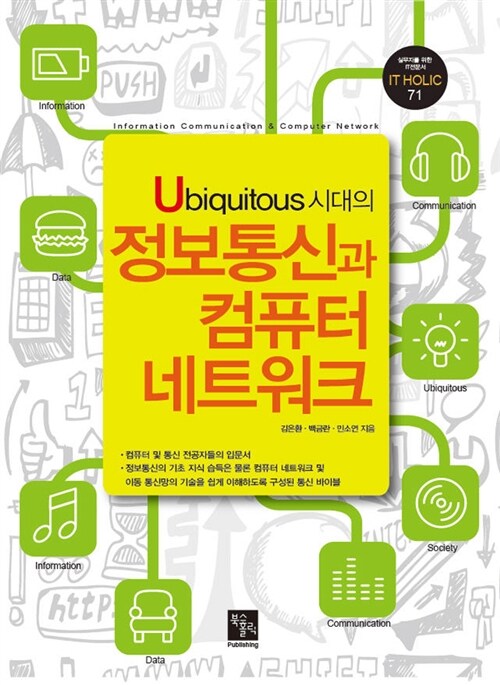 실무자를 위한
IT전문서
IT HOLIC
71
PUSH
Information
Information Communication & Computer Network
Communication
Ubiquitous 시대의
정보통신과
컴퓨터
네트워크
Data
Ubiquitous
김은환 · 백금란 · 민소연 지음
· 컴퓨터 및 통신 전공자들의 입문서
· 정보통신의 기초 지식 습득은 물론 컴퓨터 네트워크 및
이동 통신망의 기술을 쉽게 이해하도록 구성된 통신 바이블
Information
Society
http:
Communication
Data
북스홀릭
Publishing